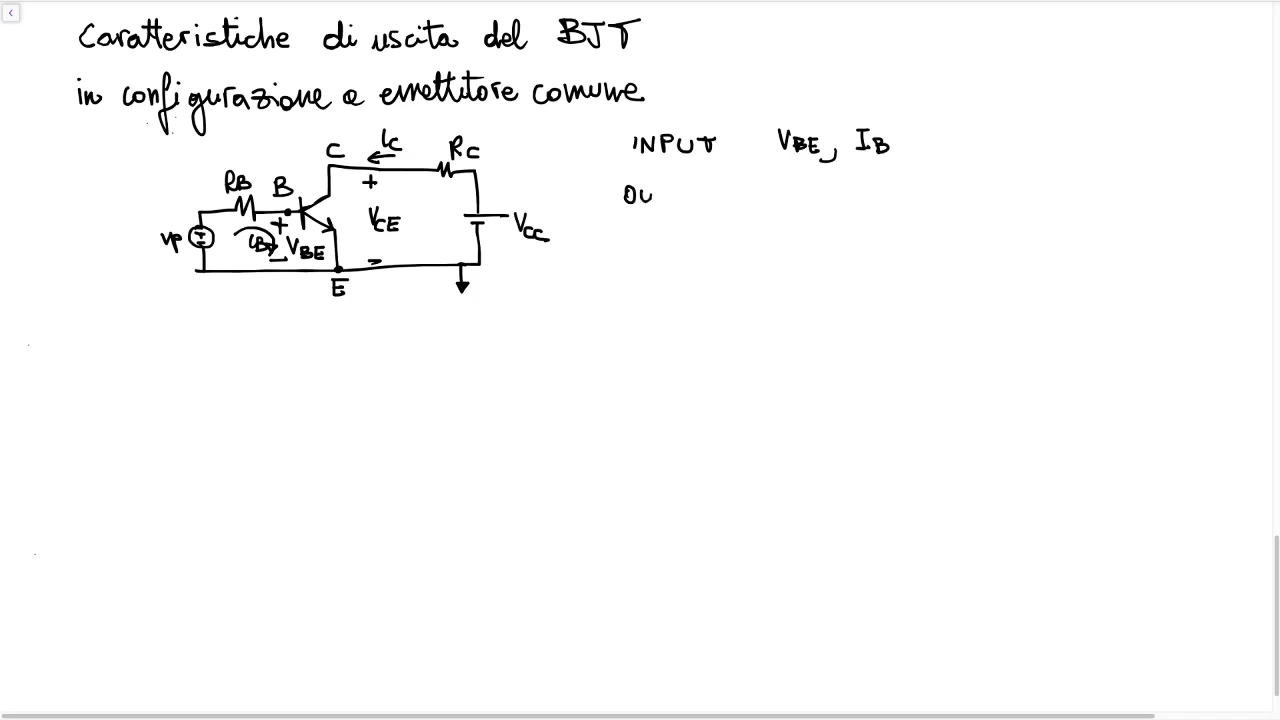 Caratteristiche di uscita del BJT
in configurazione a emettitore comune
INPUT VBE, IB
OU
C iC RC
RB B +
+ VCE
vp iB VBE VCC
- -
E